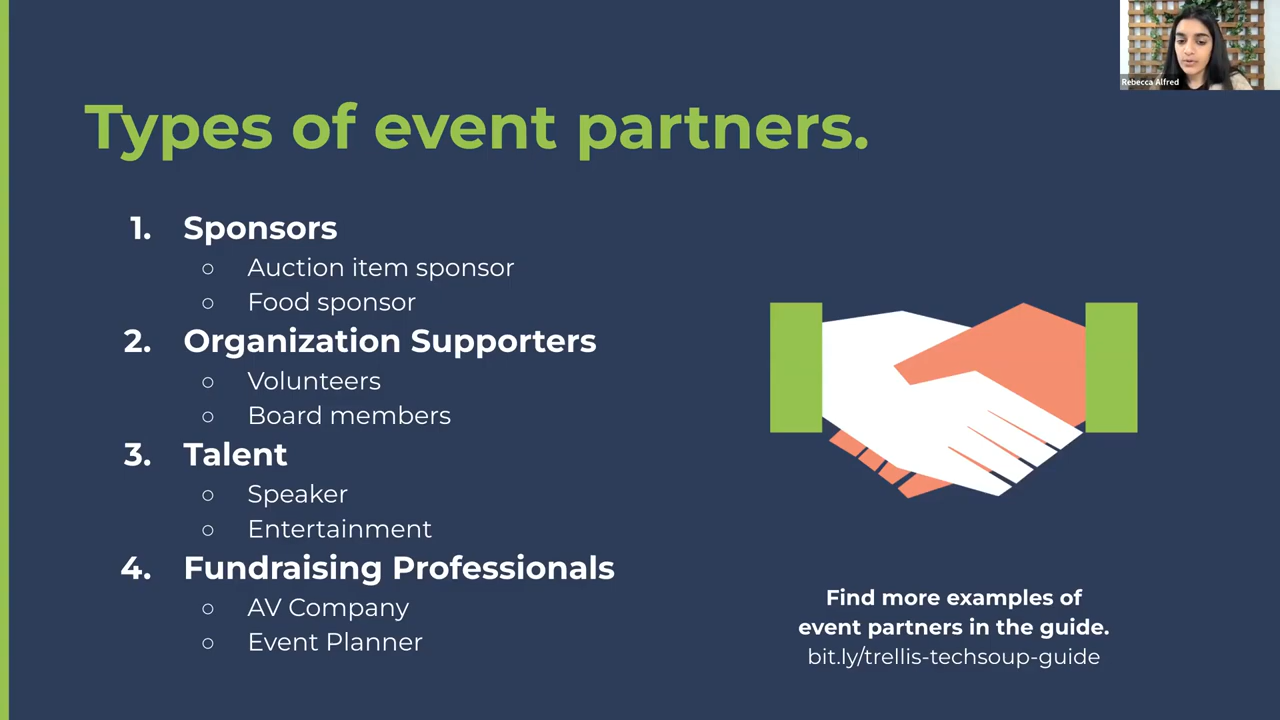 Rebecca Alfred
Types of event partners.
1. Sponsors
○ Auction item sponsor
○ Food sponsor
2. Organization Supporters
○ Volunteers
○ Board members
3. Talent
○ Speaker
○ Entertainment
4. Fundraising Professionals
○ AV Company
○ Event Planner
Find more examples of
event partners in the guide.
bit.ly/trellis-techsoup-guide